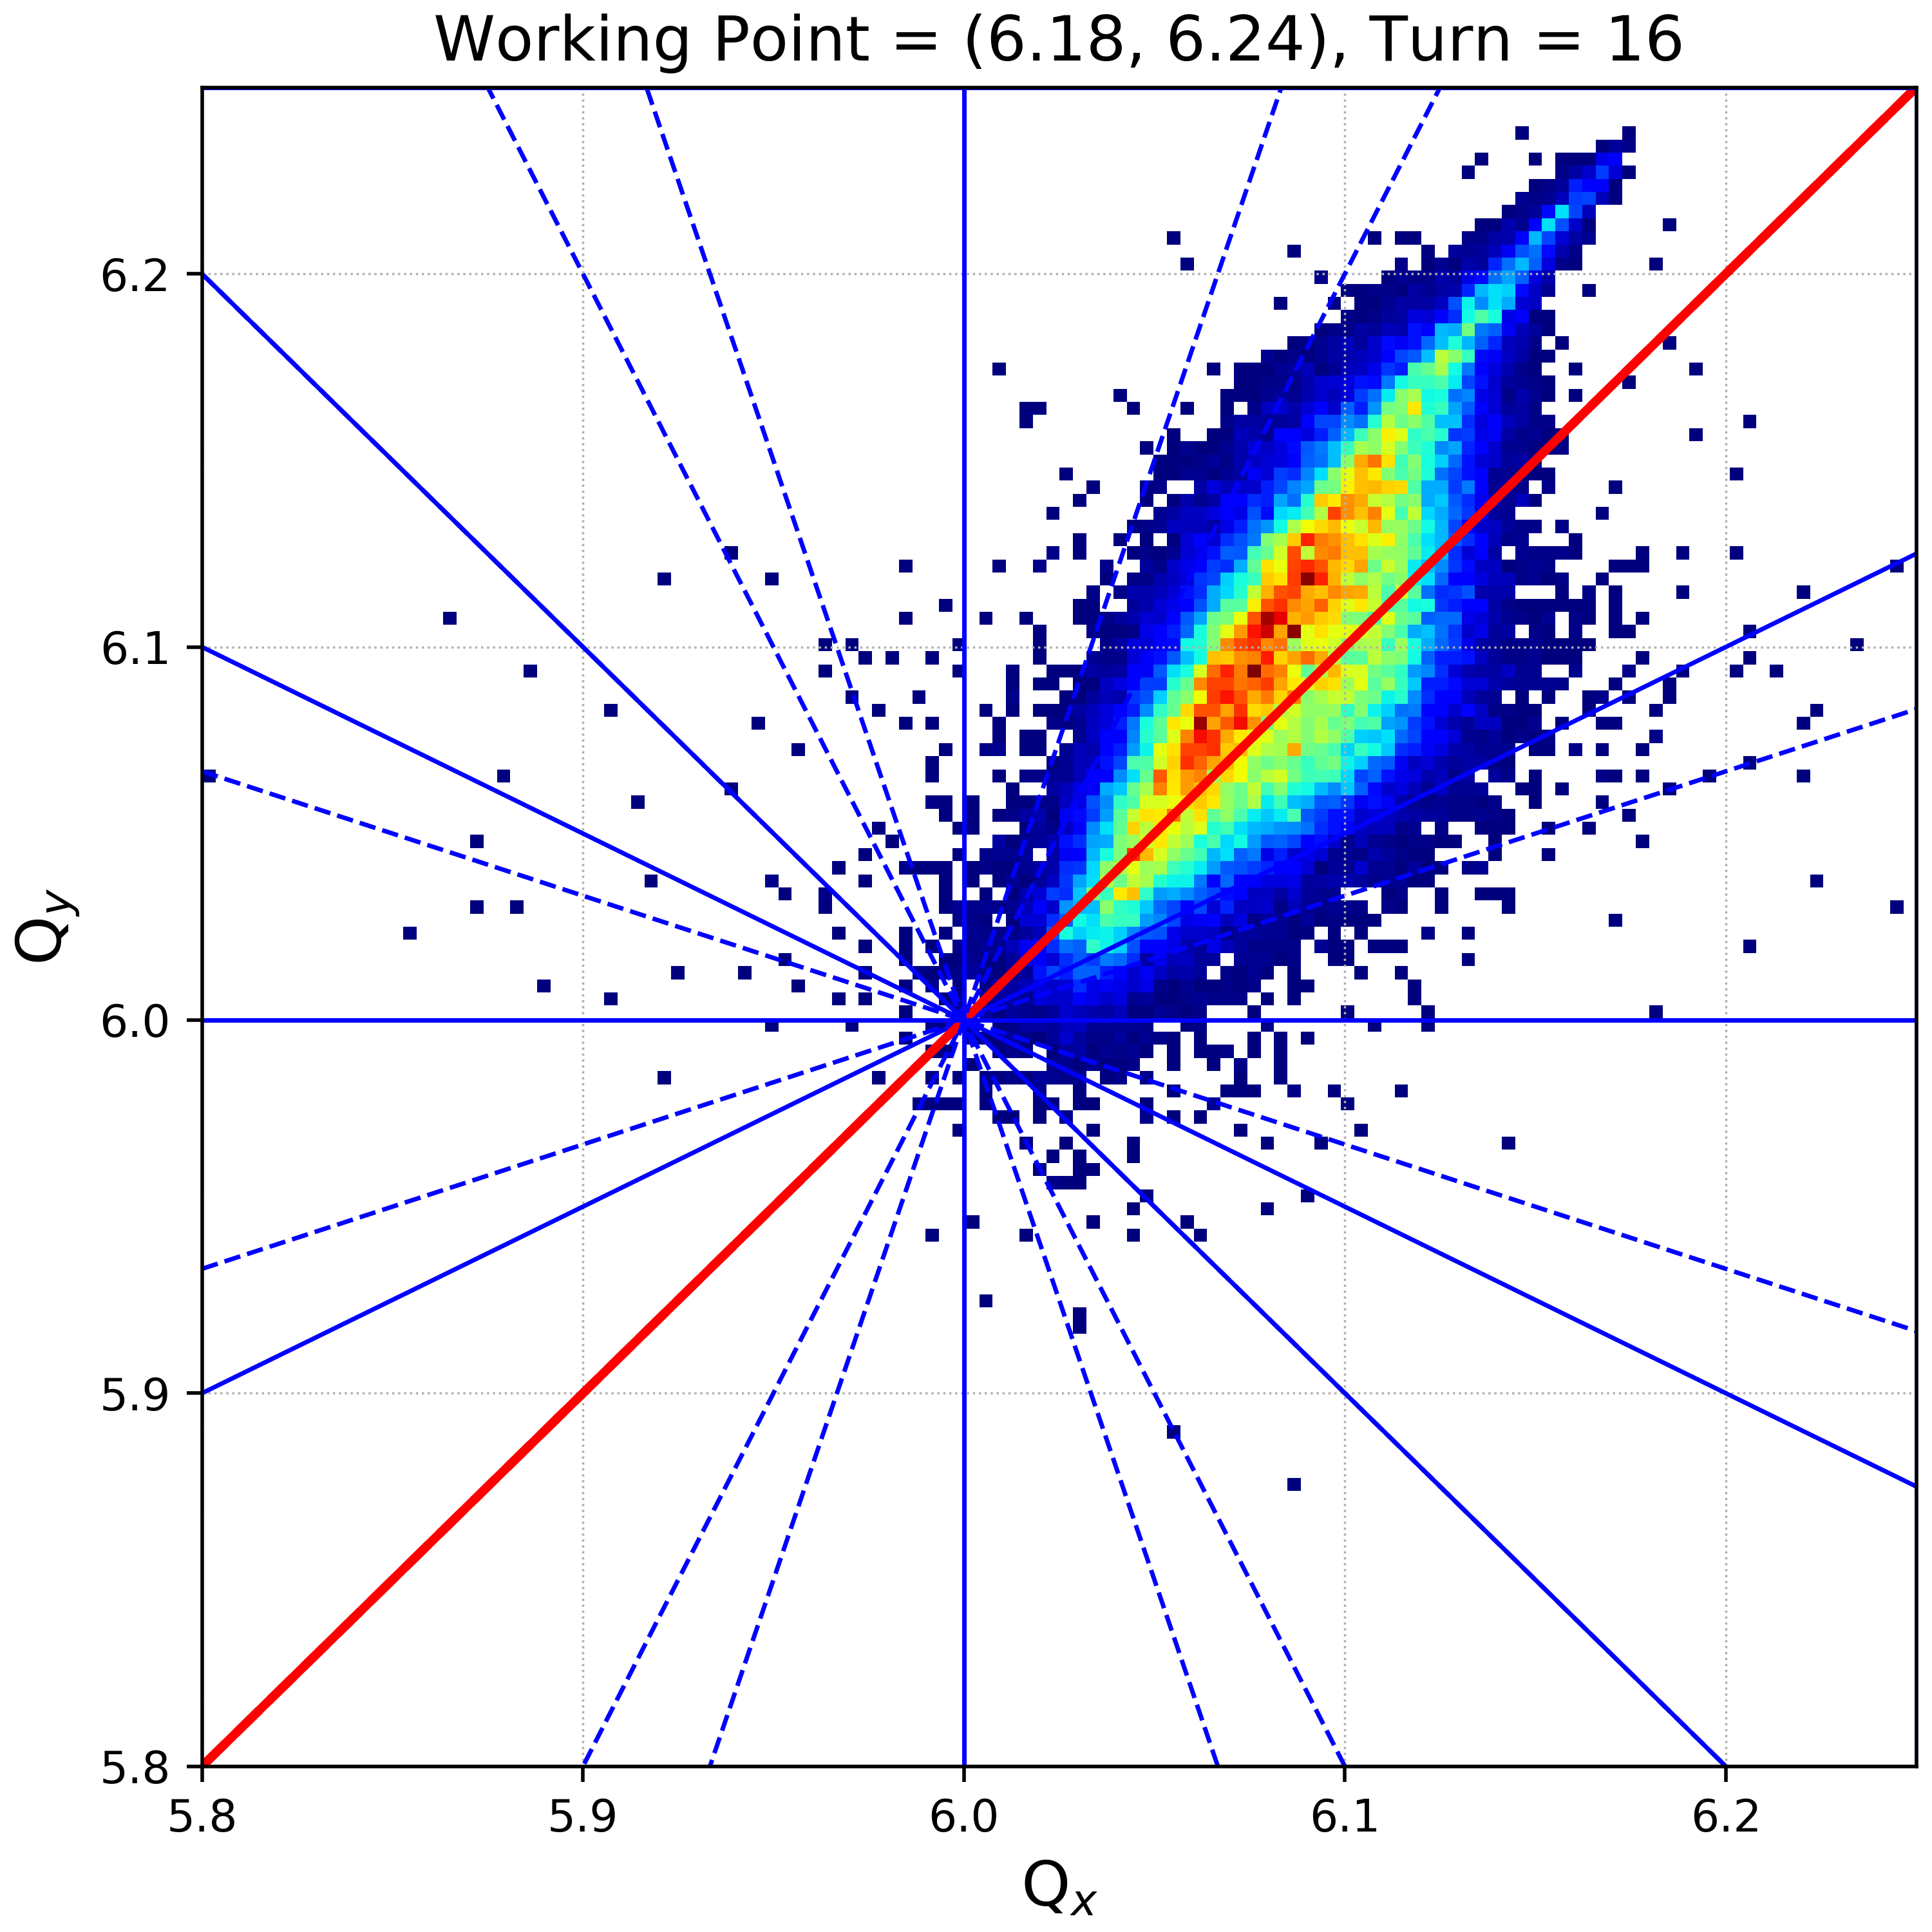 Working Point = (6.18, 6.24), Turn = 16
6.2
6.1
6.0
5.9
5.8
Qy
5.8 5.9 6.0 6.1 6.2
Qx